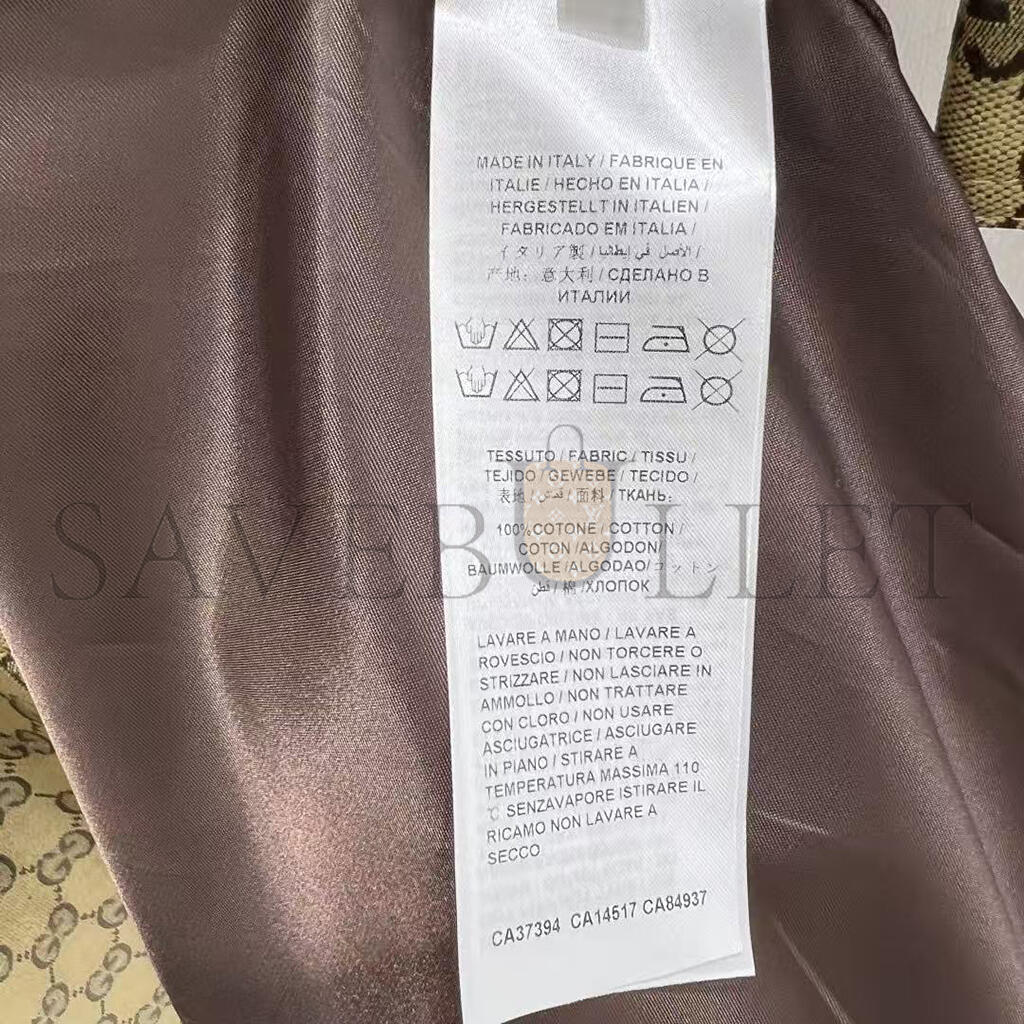 MADE IN ITALY / FABRIQUE EN
ITALIE / HECHO EN ITALIA /
HERGESTELLT IN ITALIEN /
FABRICADO EM ITALIA /
イタリア製 / الأصل في إيطاليا /
产地: 意大利 / СДЕЛАНО В
ИТАЛИИ
TESSUTO / FABRIC / TISSU /
TEJIDO / GEWEBE / TECIDO /
表地 / قمش / 面料 / ТКАНЬ:
100% COTONE / COTTON /
COTON /ALGODON/
BAUMWOLLE /ALGODAO/ コットン
قطن / 棉 /ХЛОПОК
SAVEBULLET
LAVARE A MANO / LAVARE A
ROVESCIO / NON TORCERE O
STRIZZARE / NON LASCIARE IN
AMMOLLO / NON TRATTARE
CON CLORO / NON USARE
ASCIUGATRICE / ASCIUGARE
IN PIANO / STIRARE A
TEMPERATURA MASSIMA 110
℃ SENZAVAPORE ISTIRARE IL
RICAMO NON LAVARE A
SECCO
CA37394 CA14517 CA84937